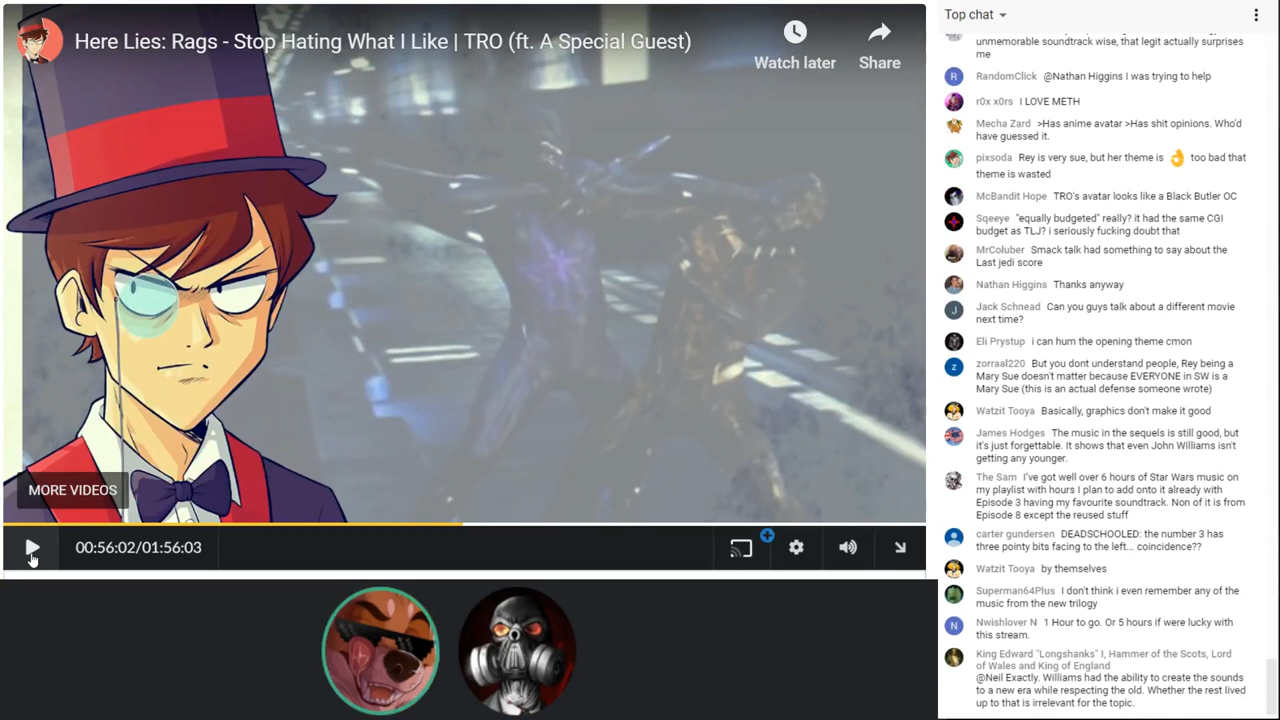 Here Lies: Rags - Stop Hating What I Like | TRO (ft. A Special Guest)
Watch later
Share
MORE VIDEOS
00:56:02/01:56:03
Top chat
unmemorable soundtrack wise, that legit actually surprises
me
R
RandomClick @Nathan Higgins I was trying to help
r0x x0rs I LOVE METH
Mecha Zard >Has anime avatar >Has shit opinions. Who'd
have guessed it.
pixsoda Rey is very sue, but her theme is 👌 too bad that
theme is wasted
McBandit Hope TRO's avatar looks like a Black Butler OC
Sqeeye "equally budgeted" really? it had the same CGI
budget as TLJ? i seriously fucking doubt that
MrColuber Smack talk had something to say about the
Last jedi score
Nathan Higgins Thanks anyway
J
Jack Schnead Can you guys talk about a different movie
next time?
Eli Prystup i can hum the opening theme cmon
z
zorraal220 But you dont understand people, Rey being a
Mary Sue doesn't matter because EVERYONE in SW is a
Mary Sue (this is an actual defense someone wrote)
Watzit Tooya Basically, graphics don't make it good
James Hodges The music in the sequels is still good, but
it's just forgettable. It shows that even John Williams isn't
getting any younger.
The Sam I've got well over 6 hours of Star Wars music on
my playlist with hours I plan to add onto it already with
Episode 3 having my favourite soundtrack. Non of it is from
Episode 8 except the reused stuff
carter gundersen DEADSCHOOLED: the number 3 has
three pointy bits facing to the left... coincidence??
Watzit Tooya by themselves
Superman64Plus I don't think i even remember any of the
music from the new trilogy
N
Nwishlover N 1 Hour to go. Or 5 hours if were lucky with
this stream.
King Edward "Longshanks" I, Hammer of the Scots, Lord
of Wales and King of England
@Neil Exactly. Williams had the ability to create the sounds
to a new era while respecting the old. Whether the rest lived
up to that is irrelevant for the topic.